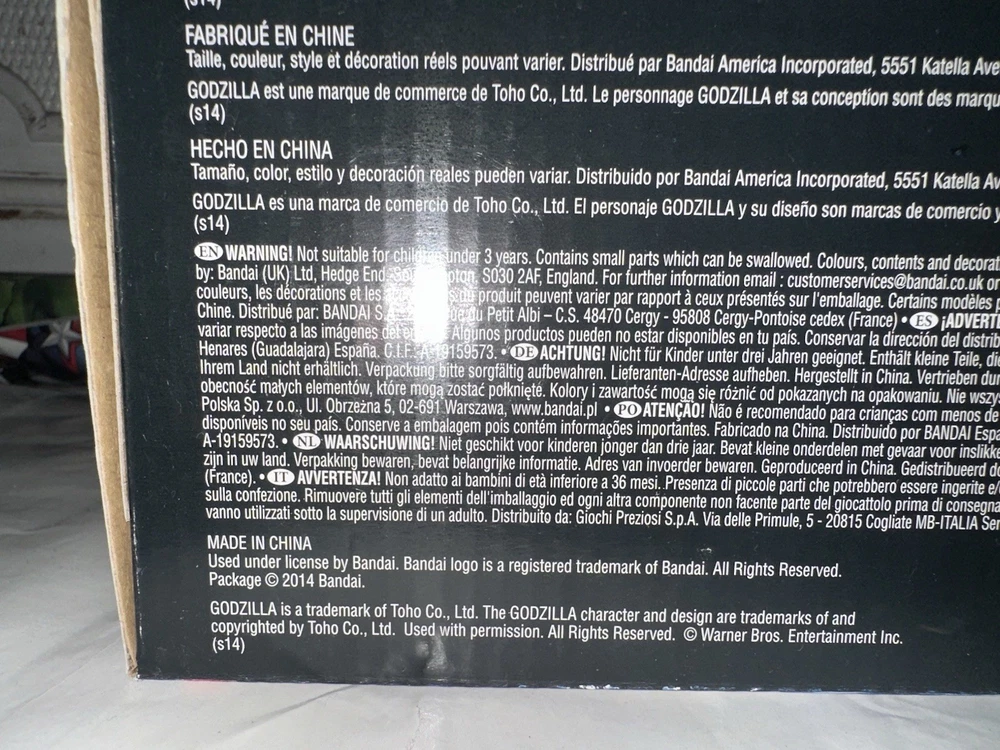 (s14)
FABRIQUÉ EN CHINE
Taille, couleur, style et décoration réels pouvant varier. Distribué par Bandai America Incorporated, 5551 Katella Ave
GODZILLA est une marque de commerce de Toho Co., Ltd. Le personnage GODZILLA et sa conception sont des marqu
(s14)
HECHO EN CHINA
Tamaño, color, estilo y decoración reales pueden variar. Distribuido por Bandai America Incorporated, 5551 Katella Av
GODZILLA es una marca de comercio de Toho Co., Ltd. El personaje GODZILLA y su diseño son marcas de comercio y
(s14)
EN WARNING! Not suitable for children under 3 years. Contains small parts which can be swallowed. Colours, contents and decorat
by: Bandai (UK) Ltd, Hedge End, SO30 2AF, England. For further information email : customerservices@bandai.co.uk or
couleurs, les décorations et les du produit peuvent varier par rapport à ceux présentés sur l'emballage. Certains modèles
Chine. Distribué par: BANDAI S.A. du Petit Albi – C.S. 48470 Cergy - 95808 Cergy-Pontoise cedex (France) • ES ¡ADVERT
variar respecto a las imágenes del Algunos productos pueden no estar disponibles en tu país. Conservar la dirección del distrib
Henares (Guadalajara) España. C.I.F.: A-19159573. • DE ACHTUNG! Nicht für Kinder unter drei Jahren geeignet. Enthält kleine Teile, die
Ihrem Land nicht erhältlich. Verpackung bitte sorgfältig aufbewahren. Lieferanten-Adresse aufheben. Hergestellt in China. Vertrieben dur
obecność małych elementów, które mogą zostać połknięte. Kolory i zawartość mogą się różnić od pokazanych na opakowaniu. Nie wszys
Polska Sp. z o.o., Ul. Obrzeżna 5, 02-691 Warszawa, www.bandai.pl • PO ATENÇÃO! Não é recomendado para crianças com menos de
disponíveis no seu país. Conserve a embalagem pois contém informações importantes. Fabricado na China. Distribuido por BANDAI Espa
A-19159573. • NL WAARSCHUWING! Niet geschikt voor kinderen jonger dan drie jaar. Bevat kleine onderdelen met gevaar voor inslikke
zijn in uw land. Verpakking bewaren, bevat belangrijke informatie. Adres van invoerder bewaren. Geproduceerd in China. Gedistribueerd do
(France). • IT AVVERTENZA! Non adatto ai bambini di età inferiore a 36 mesi. Presenza di piccole parti che potrebbero essere ingerite e/
sulla confezione. Rimuovere tutti gli elementi dell'imballaggio ed ogni altra componente non facente parte del giocattolo prima di consegna
vanno utilizzati sotto la supervisione di un adulto. Distribuito da: Giochi Preziosi S.p.A. Via delle Primule, 5 - 20815 Cogliate MB-ITALIA Ser
MADE IN CHINA
Used under license by Bandai. Bandai logo is a registered trademark of Bandai. All Rights Reserved.
Package © 2014 Bandai.
GODZILLA is a trademark of Toho Co., Ltd. The GODZILLA character and design are trademarks of and
copyrighted by Toho Co., Ltd. Used with permission. All Rights Reserved. © Warner Bros. Entertainment Inc.
(s14)